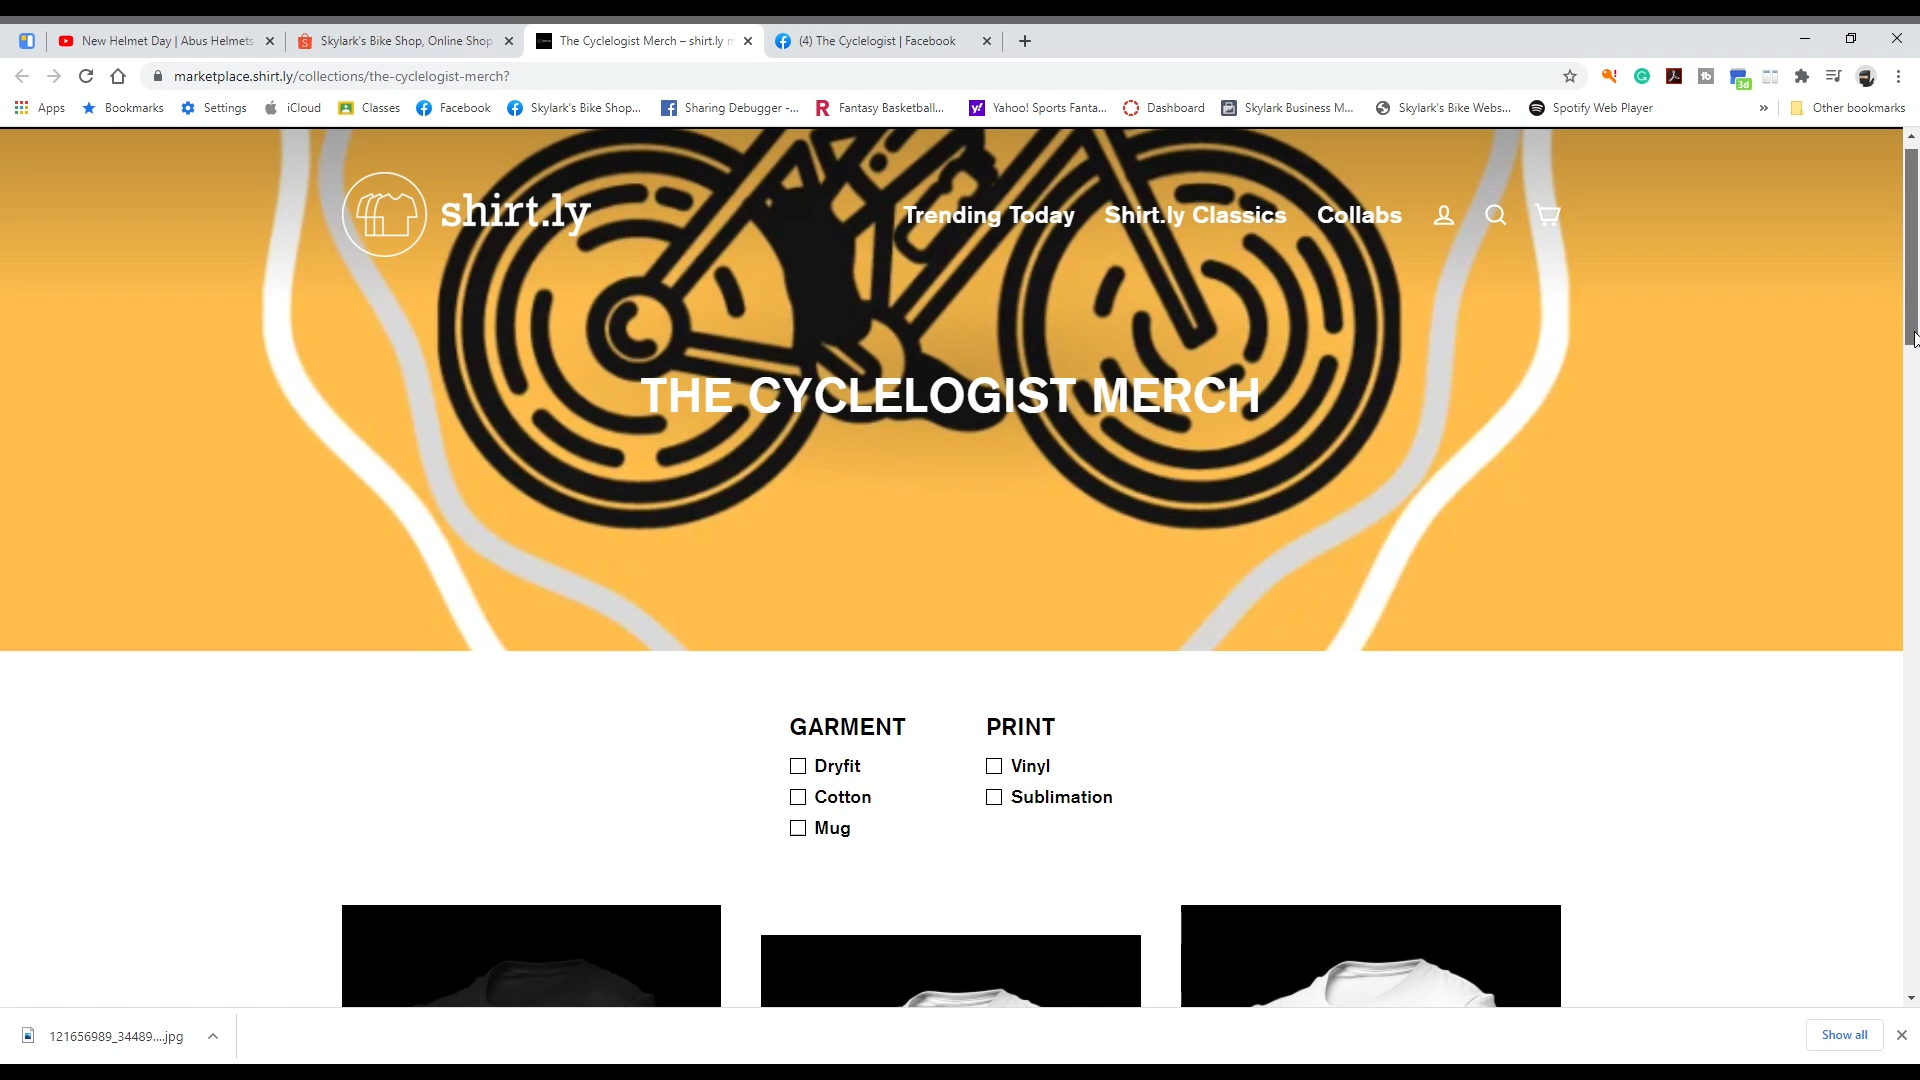 New Helmet Day | Abus Helmets
Skylark's Bike Shop, Online Shop
The Cyclelogist Merch – shirt.ly m
(4) The Cyclelogist | Facebook
marketplace.shirt.ly/collections/the-cyclelogist-merch?
3d
Apps
Bookmarks
Settings
iCloud
Classes
Facebook
Skylark's Bike Shop...
Sharing Debugger -...
Fantasy Basketball...
Yahoo! Sports Fanta...
Dashboard
Skylark Business M...
Skylark's Bike Webs...
Spotify Web Player
»
Other bookmarks
shirt.ly
Trending Today
Shirt.ly Classics
Collabs
THE CYCLELOGIST MERCH
GARMENT
Dryfit
Cotton
Mug
PRINT
Vinyl
Sublimation
121656989_34489....jpg
Show all